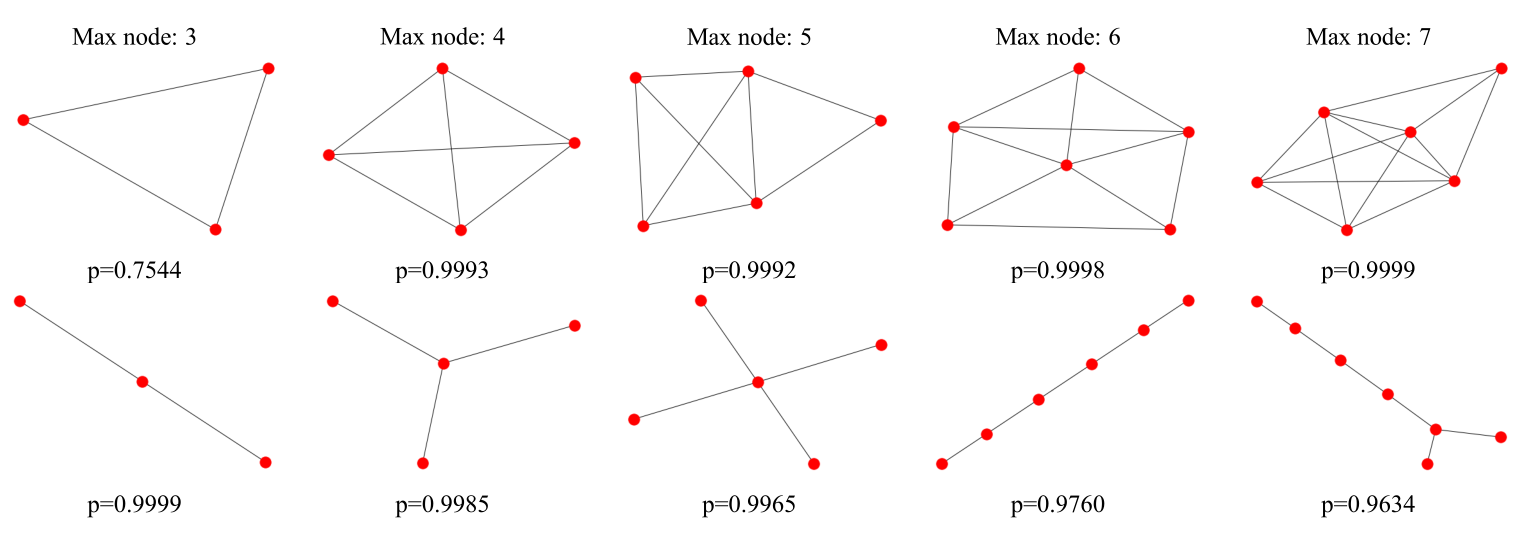 Max node: 3
Max node: 4
Max node: 5
Max node: 6
Max node: 7
p=0.7544
p=0.9993
p=0.9992
p=0.9998
p=0.9999
p=0.9999
p=0.9985
p=0.9965
p=0.9760
p=0.9634